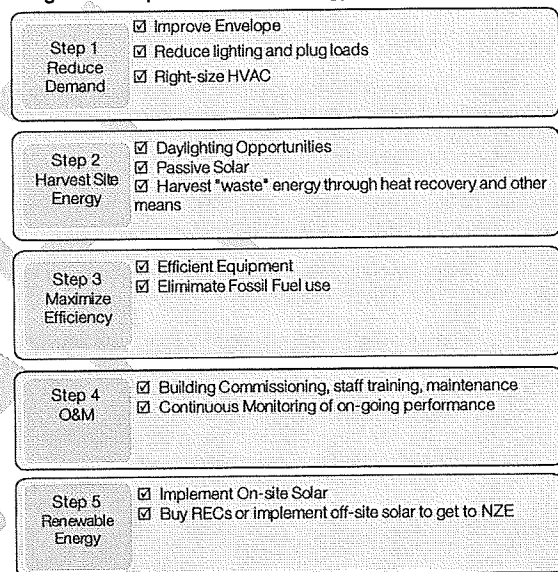 Step 1
Reduce
Demand
☑ Improve Envelope
☑ Reduce lighting and plug loads
☑ Right-size HVAC
Step 2
Harvest Site
Energy
☑ Daylighting Opportunities
☑ Passive Solar
☑ Harvest "waste" energy through heat recovery and other
means
Step 3
Maximize
Efficiency
☑ Efficient Equipment
☑ Elimimate Fossil Fuel use
Step 4
O&M
☑ Building Commissioning, staff training, maintenance
☑ Continuous Monitoring of on-going performance
Step 5
Renewable
Energy
☑ Implement On-site Solar
☑ Buy RECs or implement off-site solar to get to NZE